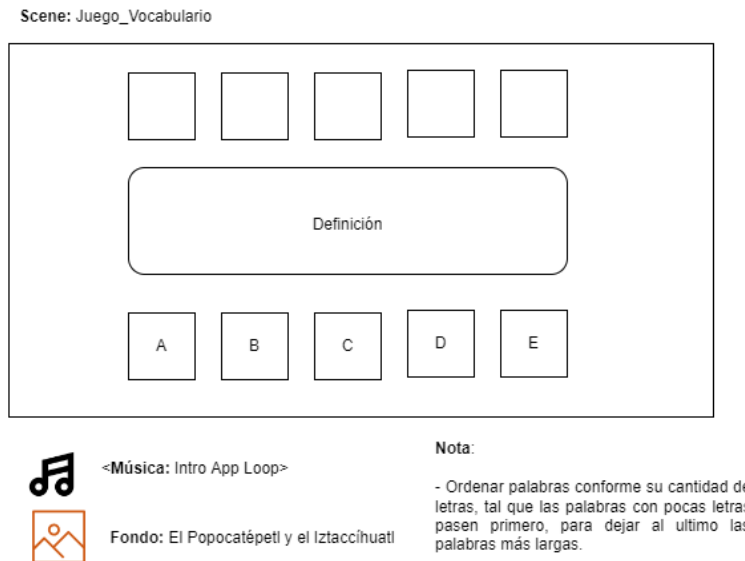 Scene: Juego_Vocabulario
Definición
A B C D E
<Música: Intro App Loop>
Fondo: El Popocatépetl y el Iztaccíhuatl
Nota:
- Ordenar palabras conforme su cantidad de
letras, tal que las palabras con pocas letras
pasen primero, para dejar al ultimo las
palabras más largas.